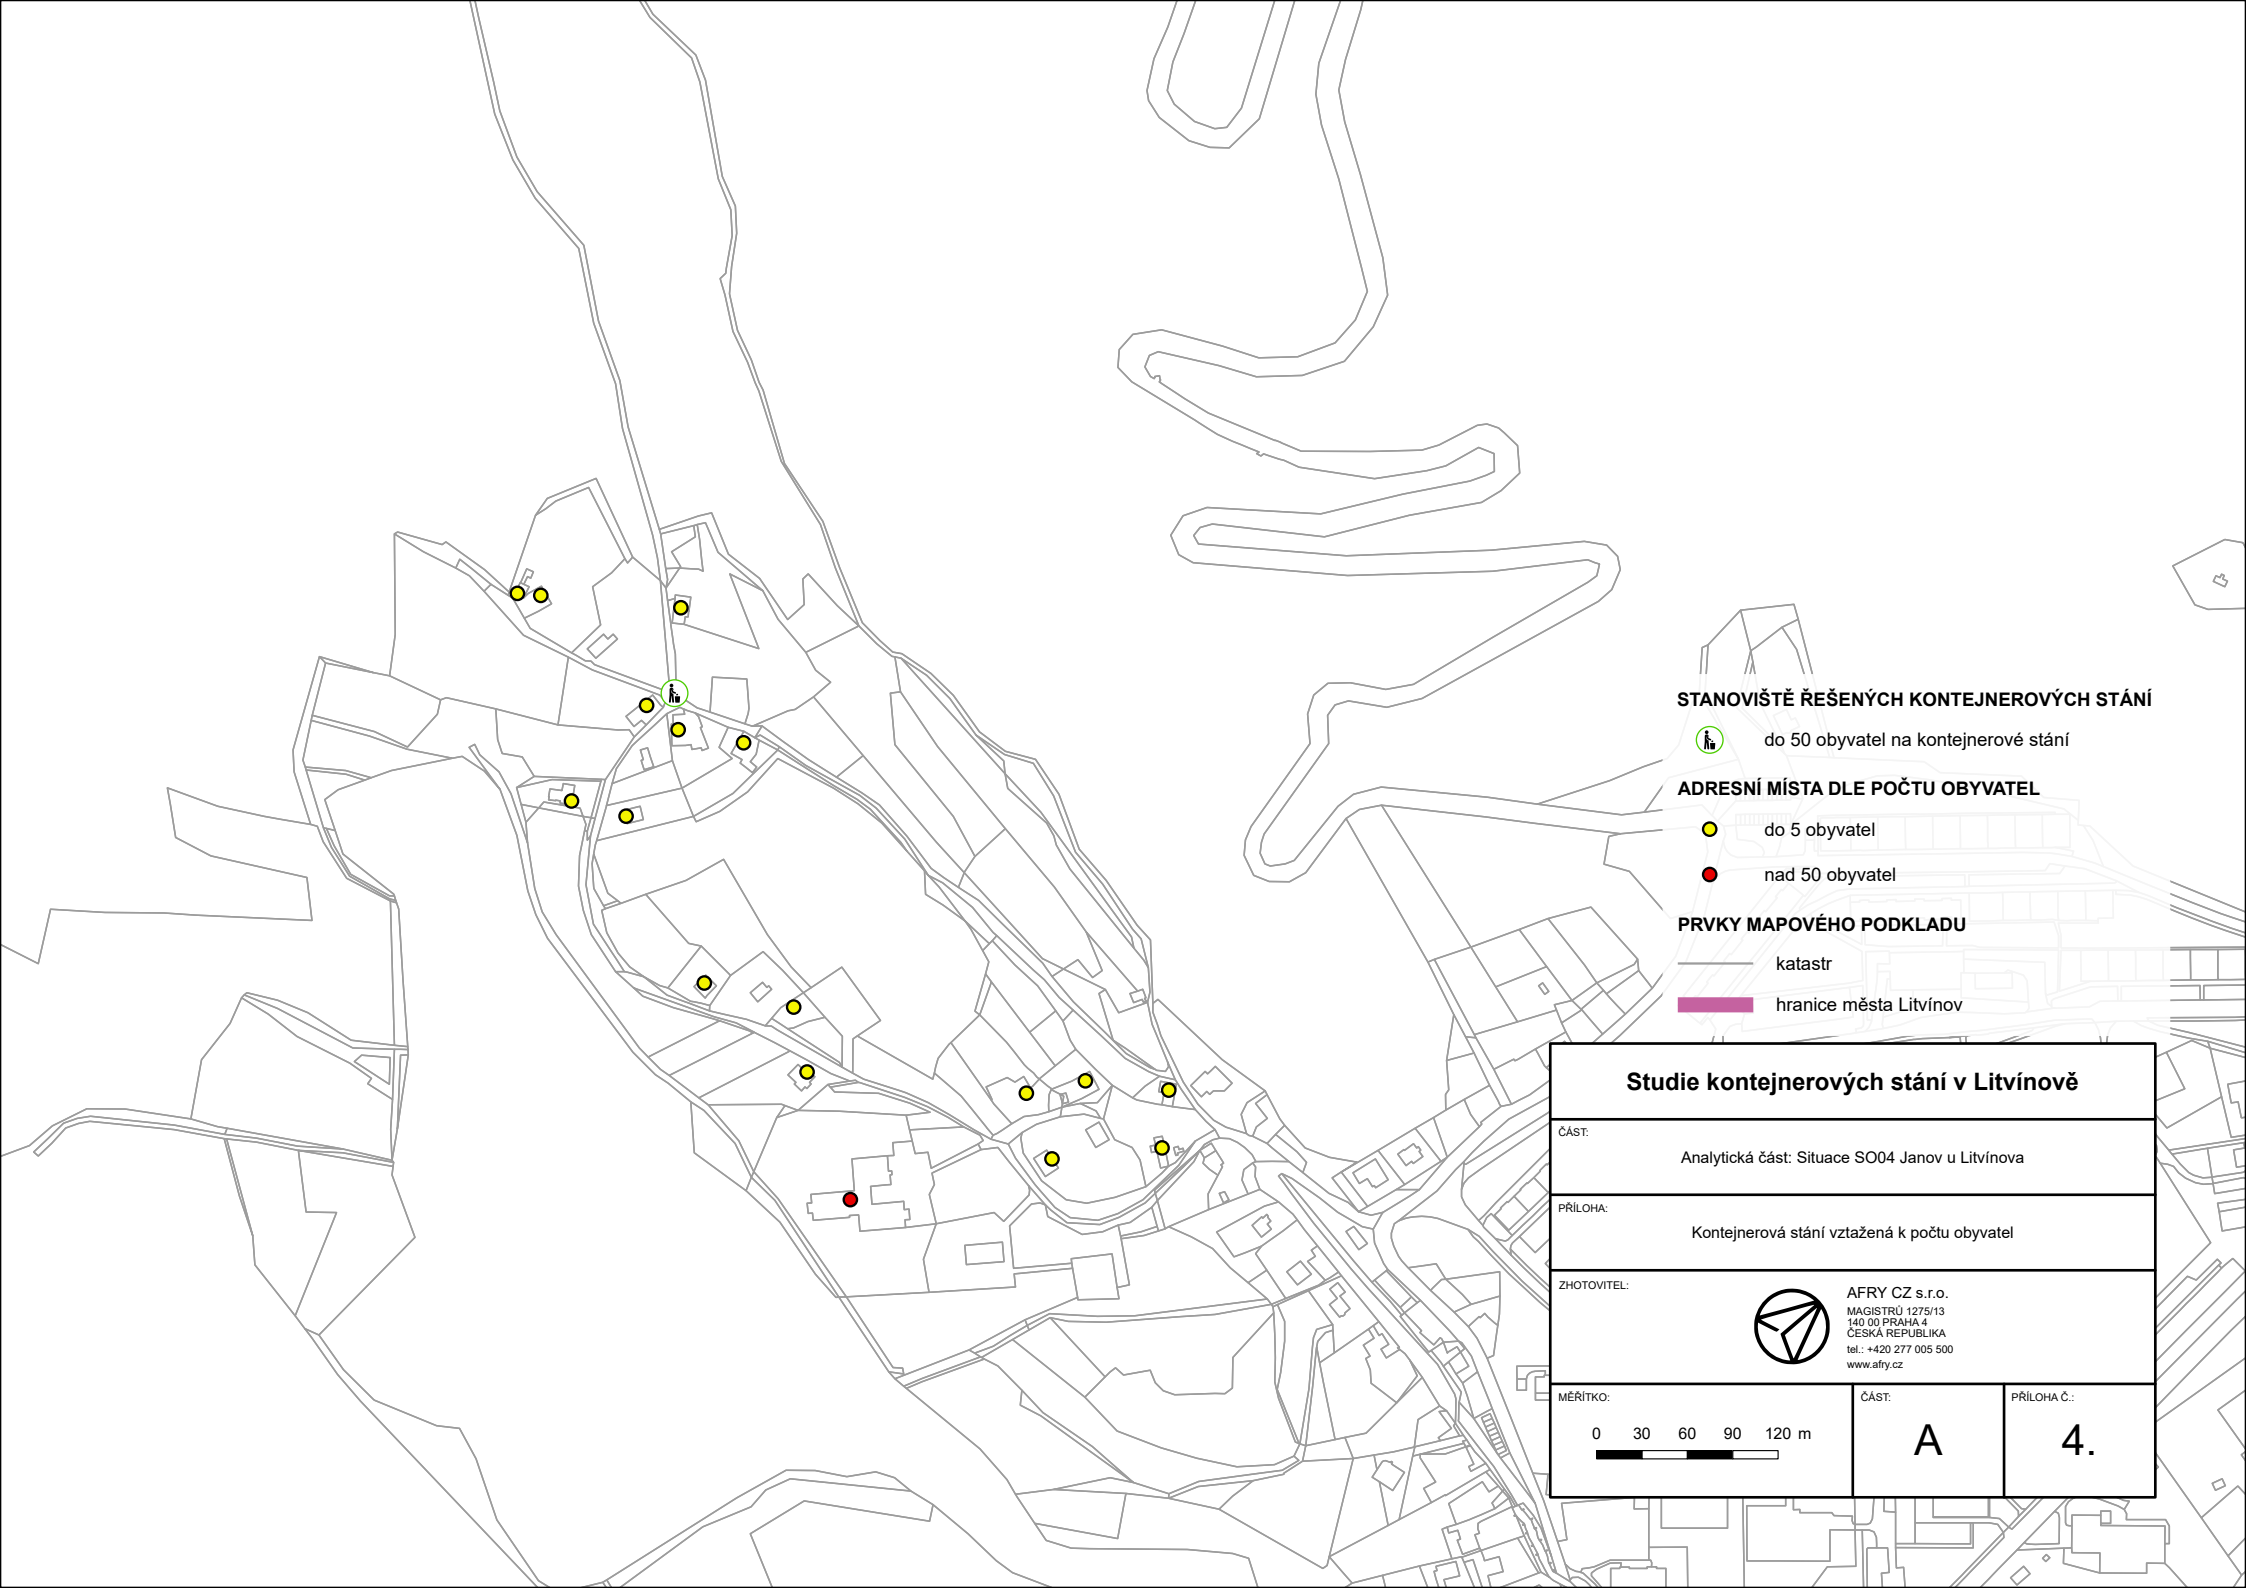 STANOVIŠTĚ ŘEŠENÝCH KONTEJNEROVÝCH STÁNÍ
do 50 obyvatel na kontejnerové stání
ADRESNÍ MÍSTA DLE POČTU OBYVATEL
do 5 obyvatel
nad 50 obyvatel
PRVKY MAPOVÉHO PODKLADU
katastr
hranice města Litvínov
Studie kontejnerových stání v Litvínově
ČÁST:
Analytická část: Situace SO04 Janov u Litvínova
PŘÍLOHA:
Kontejnerová stání vztažená k počtu obyvatel
ZHOTOVITEL:
AFRY CZ s.r.o.
MAGISTRŮ 1275/13
140 00 PRAHA 4
ČESKÁ REPUBLIKA
tel.: +420 277 005 500
www.afry.cz
MĚŘÍTKO:
0 30 60 90 120 m
ČÁST:
A
PŘÍLOHA Č.:
4.